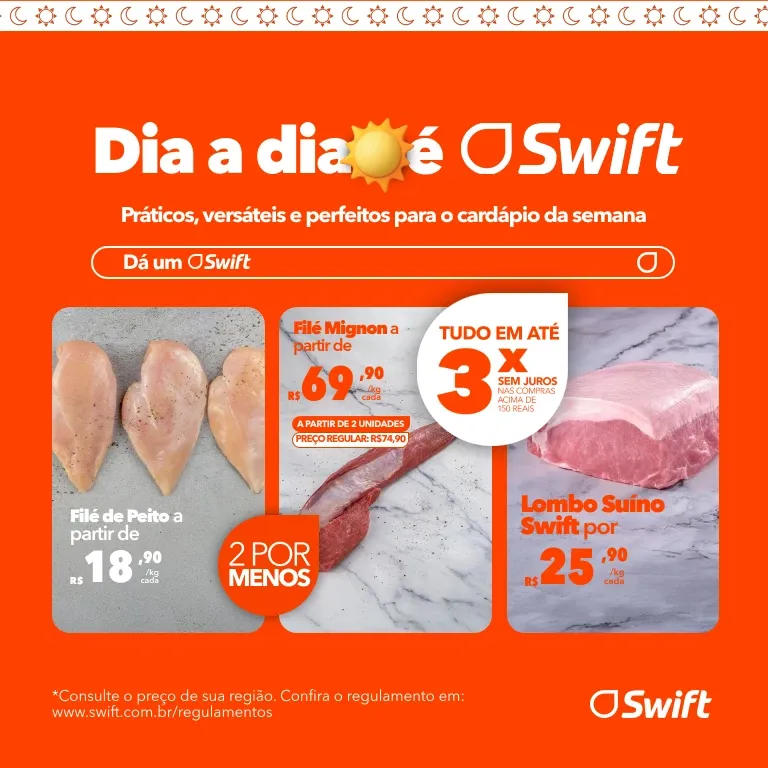 Dia a dia é Swift
Práticos, versáteis e perfeitos para o cardápio da semana
Dá um Swift
Filé de Peito a
partir de
R$ 18,90
/kg
cada
2 POR
MENOS
Filé Mignon a
partir de
R$ 69,90
/kg
cada
A PARTIR DE 2 UNIDADES
PREÇO REGULAR: R$74,90
TUDO EM ATÉ
3X
SEM JUROS
NAS COMPRAS
ACIMA DE
150 REAIS
Lombo Suíno
Swift por
R$ 25,90
/kg
cada
*Consulte o preço de sua região. Confira o regulamento em:
www.swift.com.br/regulamentos
Swift